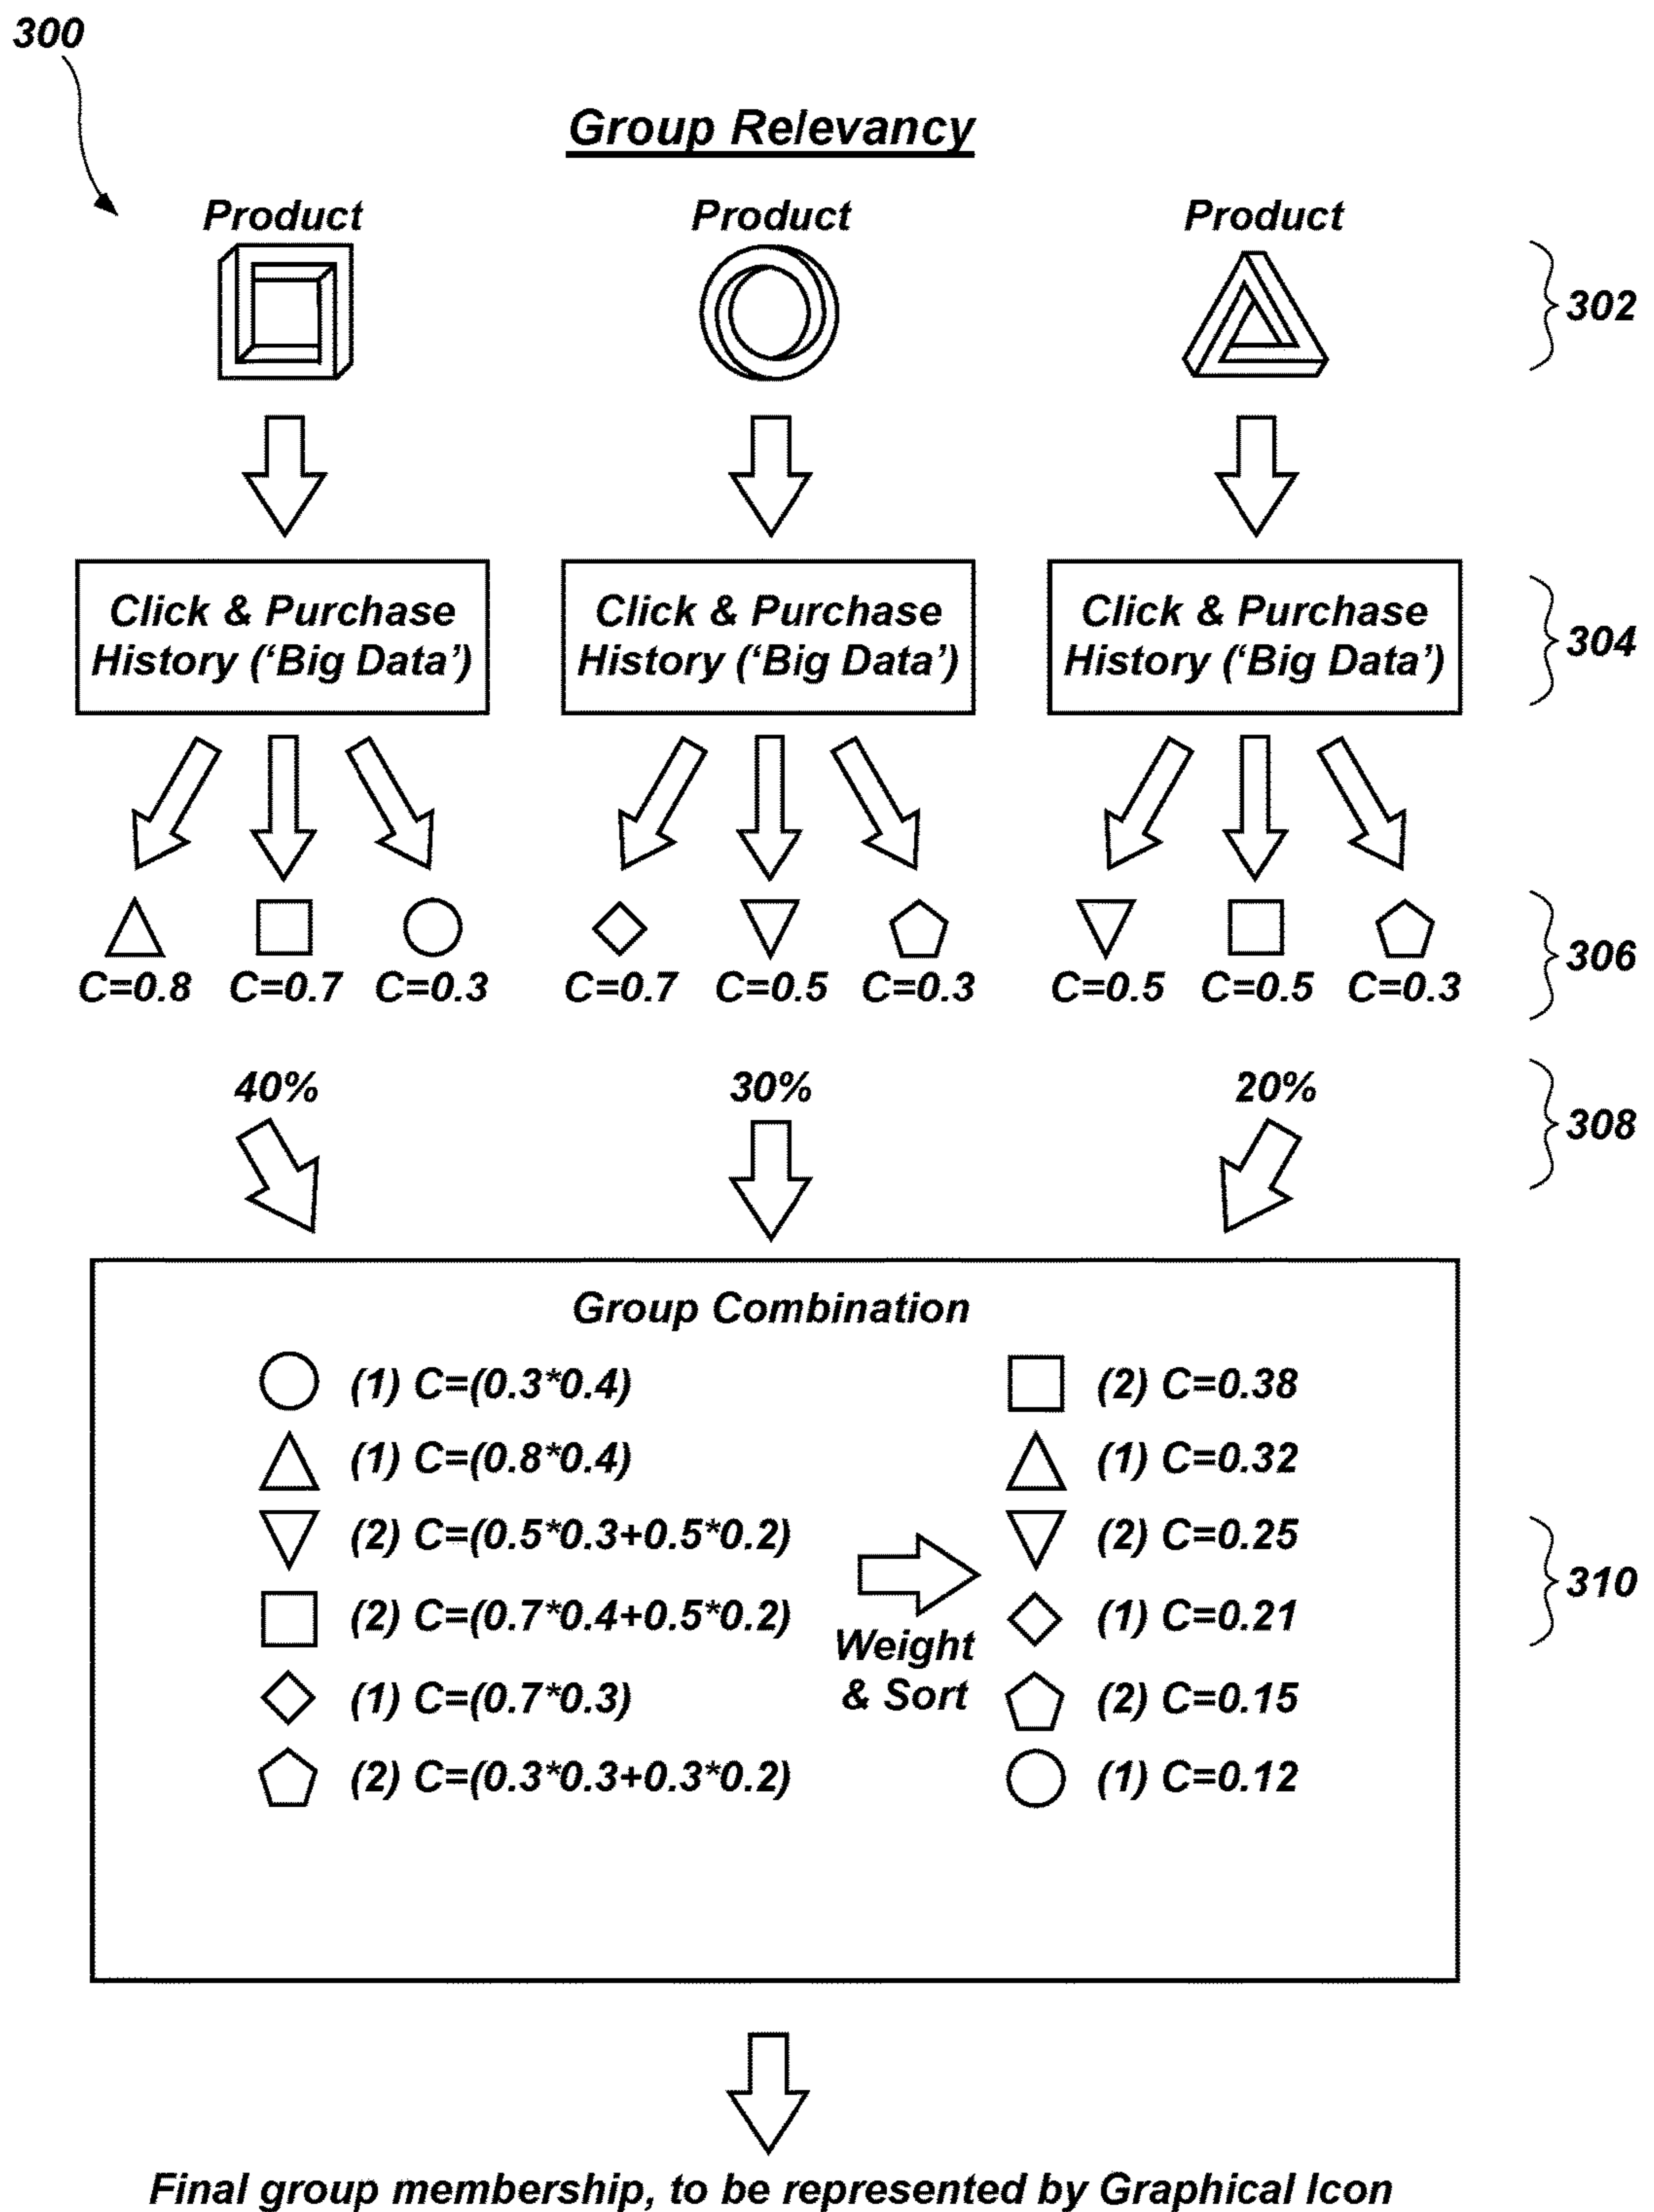 300
Group Relevancy
Product Product Product
302
Click & Purchase Click & Purchase Click & Purchase
History (‘Big Data’) History (‘Big Data’) History (‘Big Data’)
304
C=0.8 C=0.7 C=0.3 C=0.7 C=0.5 C=0.3 C=0.5 C=0.5 C=0.3
306
40% 30% 20%
308
Group Combination
(1) C=(0.3*0.4) (2) C=0.38
(1) C=(0.8*0.4) (1) C=0.32
(2) C=(0.5*0.3+0.5*0.2) (2) C=0.25
310
(2) C=(0.7*0.4+0.5*0.2) (1) C=0.21
Weight
& Sort
(1) C=(0.7*0.3) (2) C=0.15
(2) C=(0.3*0.3+0.3*0.2) (1) C=0.12
Final group membership, to be represented by Graphical Icon